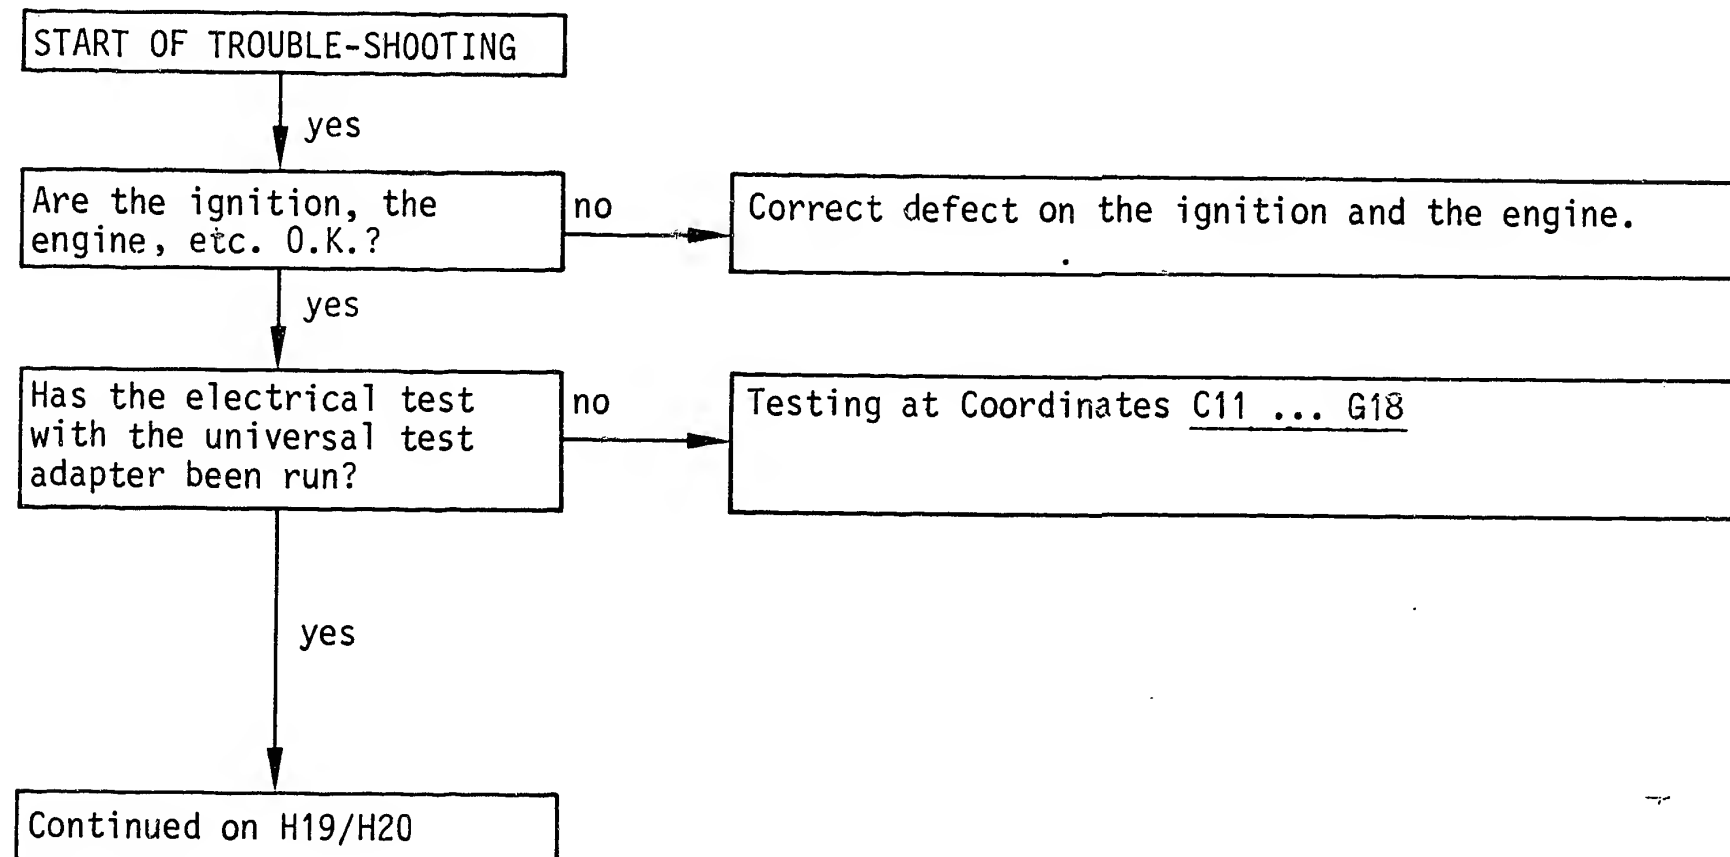 START OF TROUBLE-SHOOTING
yes
Are the ignition, the
engine, etc. O.K.?
no
Correct defect on the ignition and the engine.
yes
Has the electrical test
with the universal test
adapter been run?
no
Testing at Coordinates C11 ... G18
yes
Continued on H19/H20